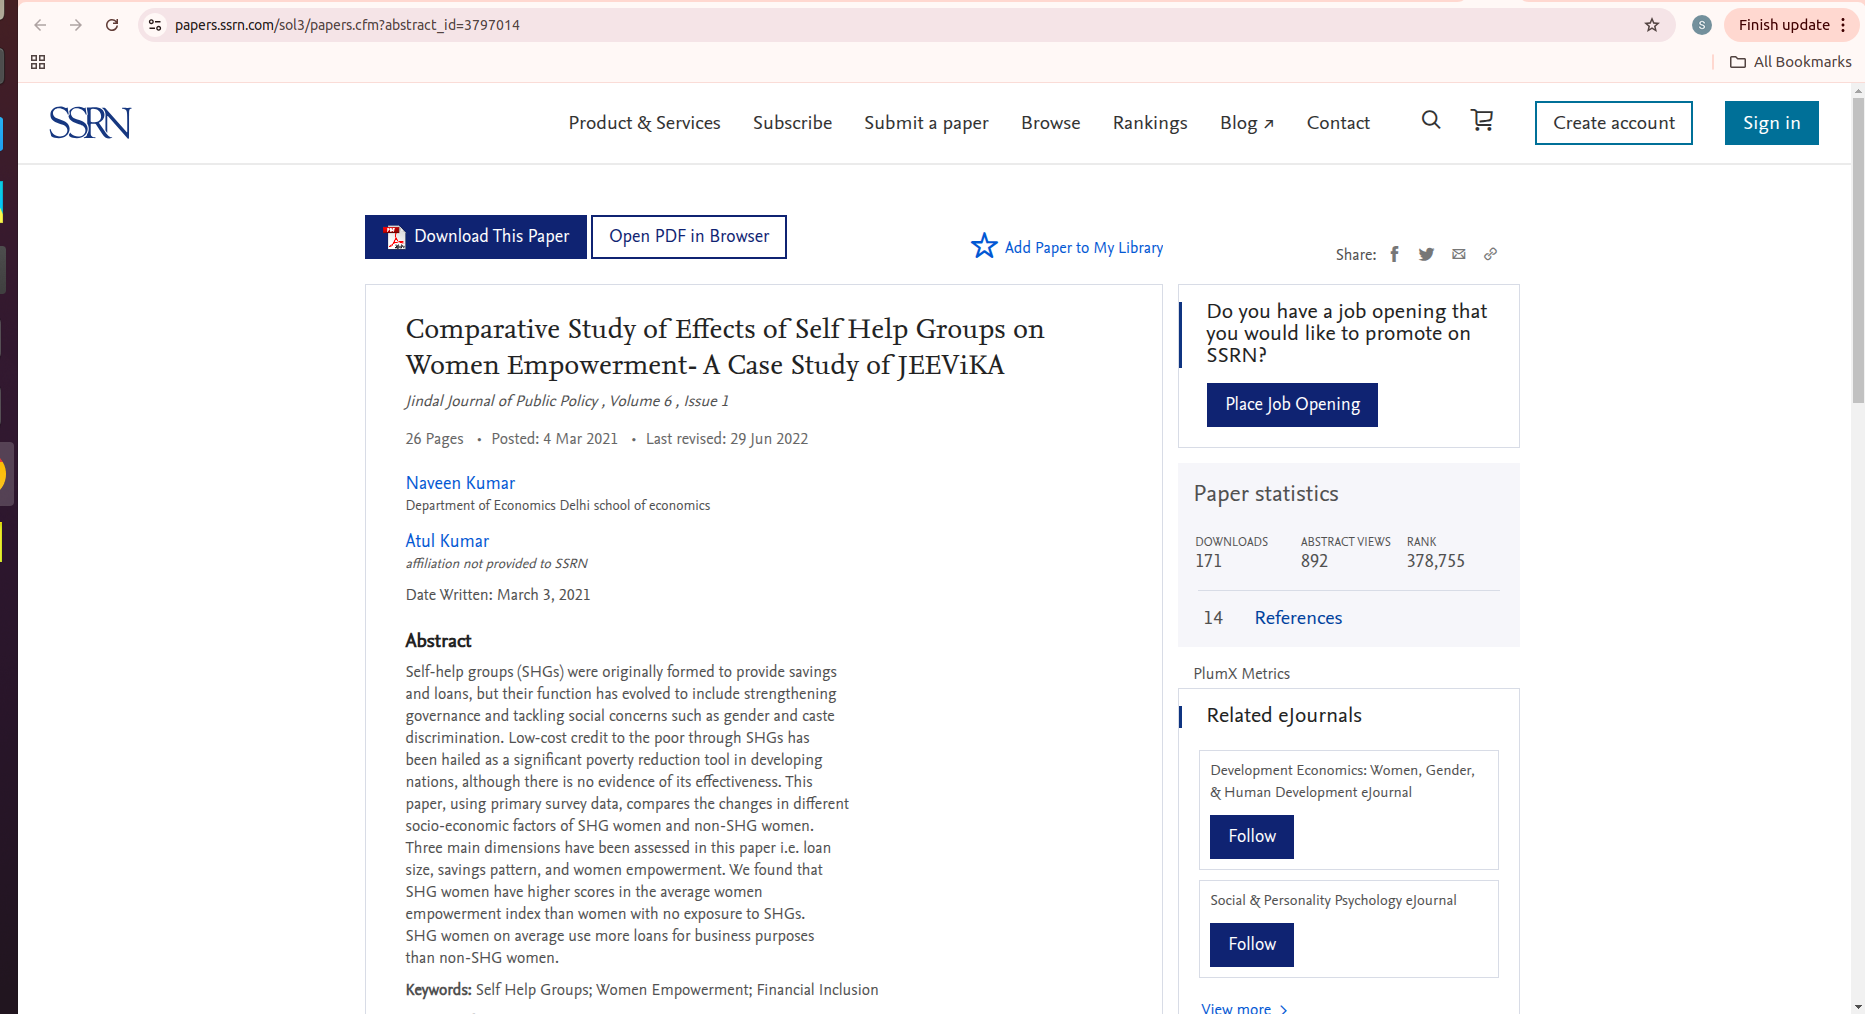 papers.ssrn.com/sol3/papers.cfm?abstract_id=3797014
S
Finish update
All Bookmarks
SSRN
Product & Services
Subscribe
Submit a paper
Browse
Rankings
Blog ↗
Contact
Create account
Sign in
Download This Paper
Open PDF in Browser
Add Paper to My Library
Share:
Comparative Study of Effects of Self Help Groups on
Women Empowerment- A Case Study of JEEViKA
Jindal Journal of Public Policy , Volume 6 , Issue 1
26 Pages • Posted: 4 Mar 2021 • Last revised: 29 Jun 2022
Naveen Kumar
Department of Economics Delhi school of economics
Atul Kumar
affiliation not provided to SSRN
Date Written: March 3, 2021
Abstract
Self-help groups (SHGs) were originally formed to provide savings
and loans, but their function has evolved to include strengthening
governance and tackling social concerns such as gender and caste
discrimination. Low-cost credit to the poor through SHGs has
been hailed as a significant poverty reduction tool in developing
nations, although there is no evidence of its effectiveness. This
paper, using primary survey data, compares the changes in different
socio-economic factors of SHG women and non-SHG women.
Three main dimensions have been assessed in this paper i.e. loan
size, savings pattern, and women empowerment. We found that
SHG women have higher scores in the average women
empowerment index than women with no exposure to SHGs.
SHG women on average use more loans for business purposes
than non-SHG women.
Keywords: Self Help Groups; Women Empowerment; Financial Inclusion
Do you have a job opening that
you would like to promote on
SSRN?
Place Job Opening
Paper statistics
DOWNLOADS
171
ABSTRACT VIEWS
892
RANK
378,755
14 References
PlumX Metrics
Related eJournals
Development Economics: Women, Gender,
& Human Development eJournal
Follow
Social & Personality Psychology eJournal
Follow
View more >